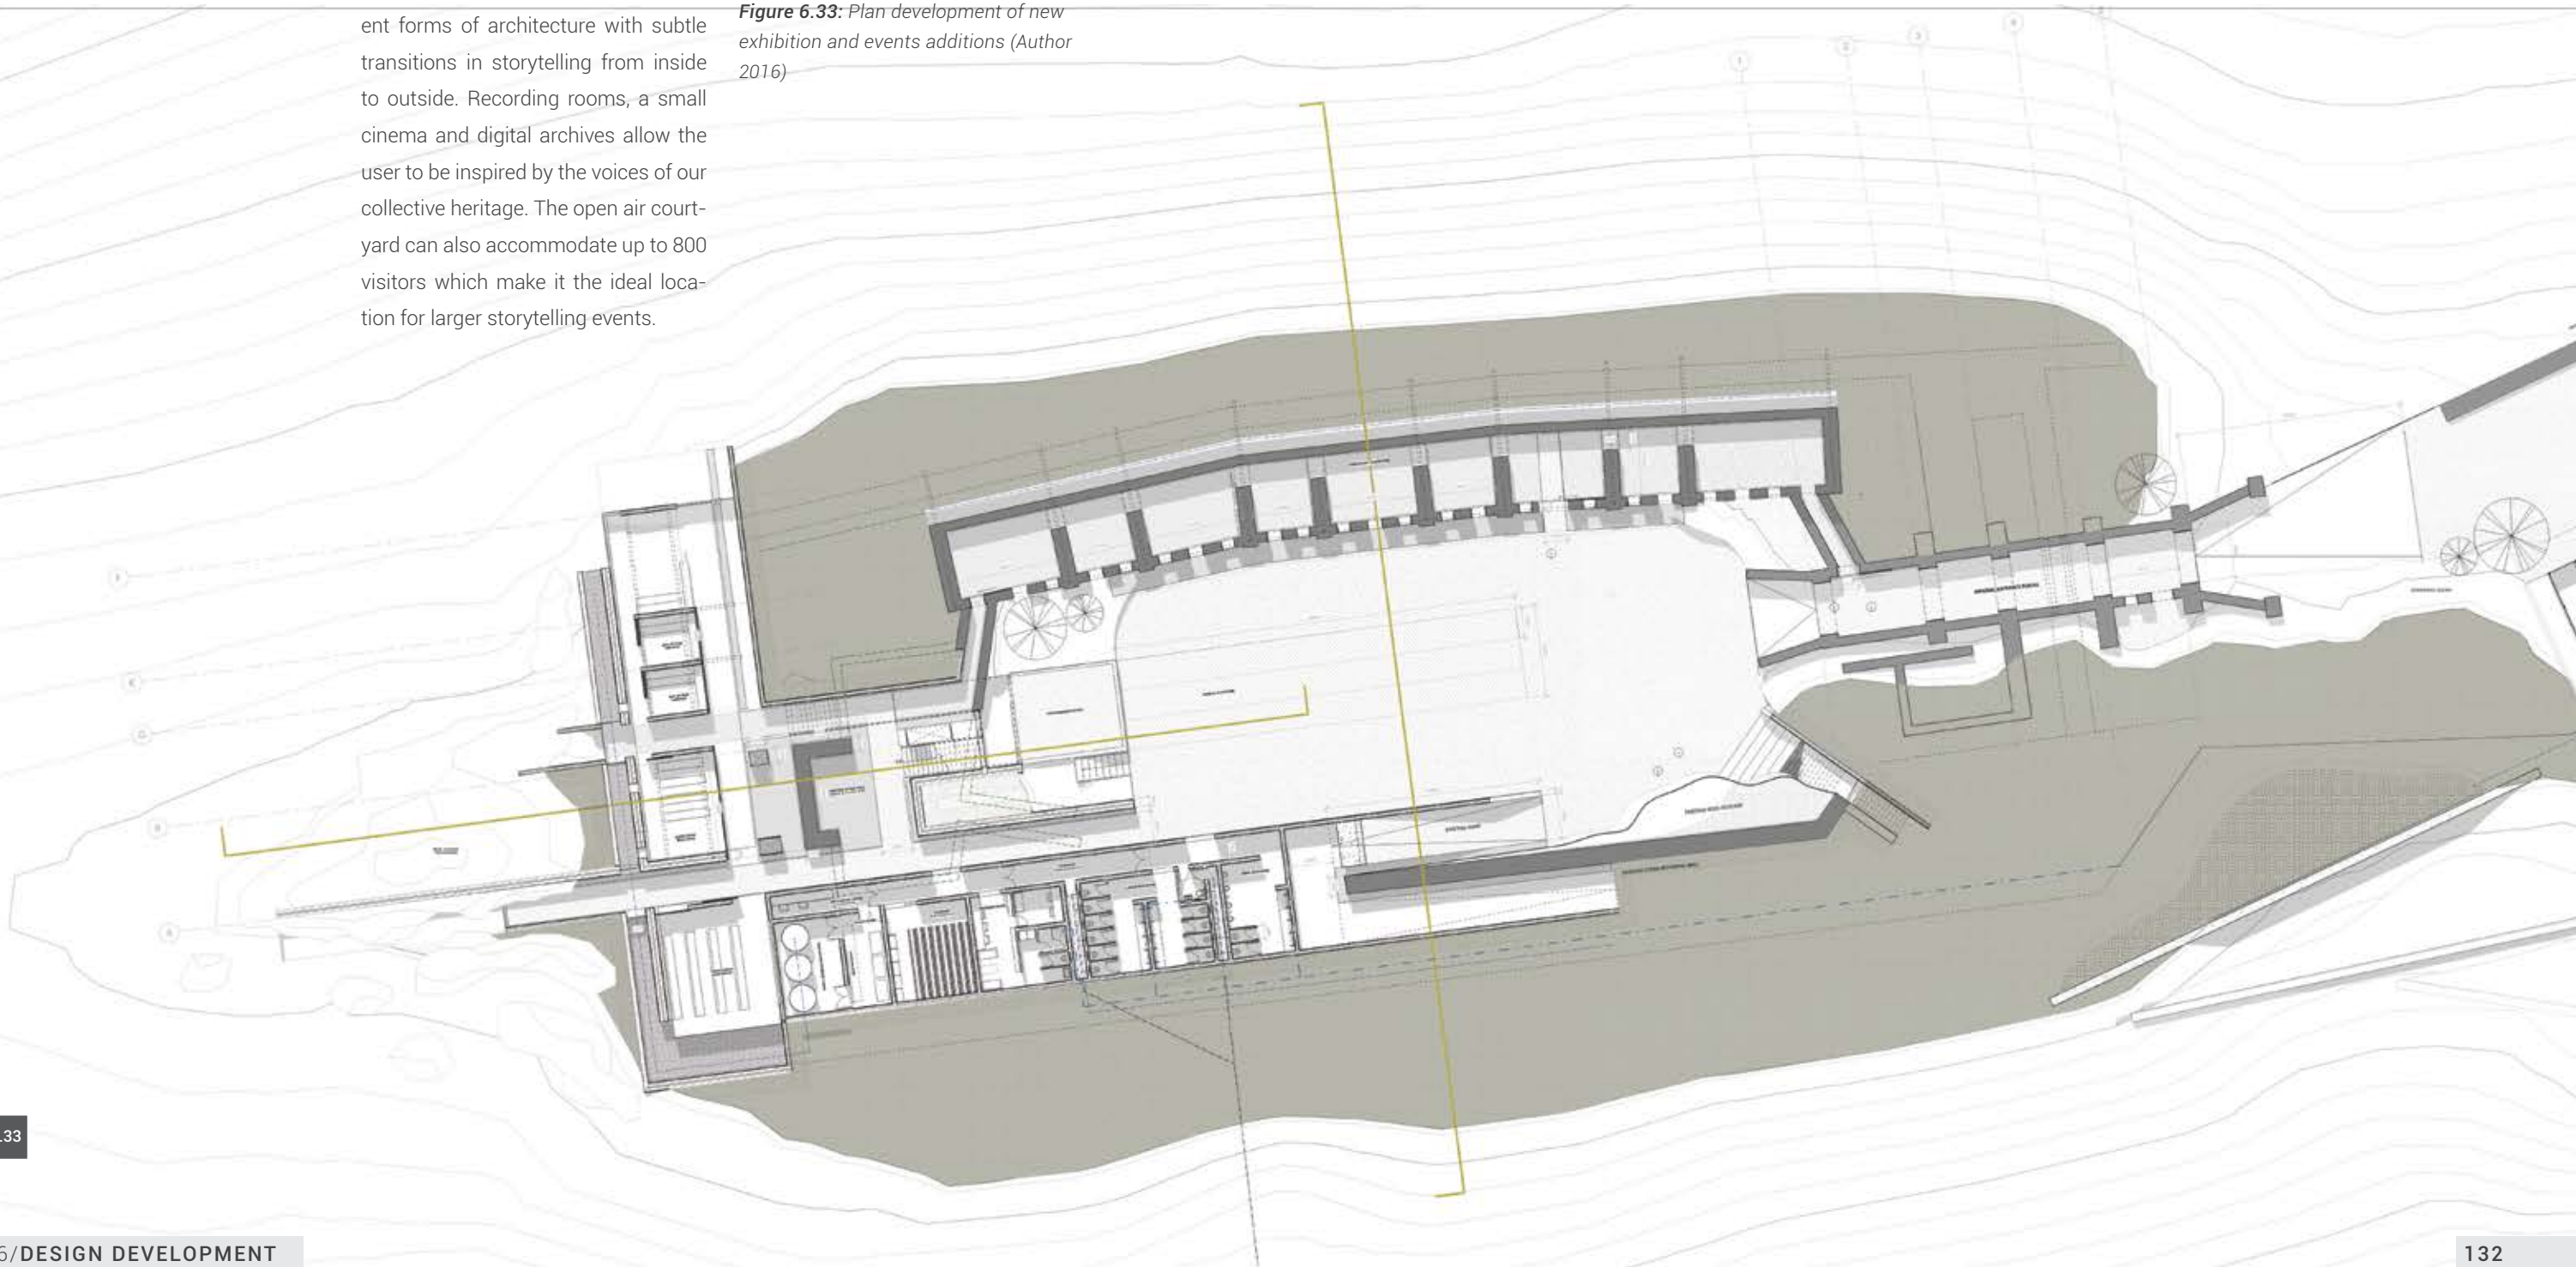 ent forms of architecture with subtle
transitions in storytelling from inside
to outside. Recording rooms, a small
cinema and digital archives allow the
user to be inspired by the voices of our
collective heritage. The open air court-
yard can also accommodate up to 800
visitors which make it the ideal loca-
tion for larger storytelling events.
Figure 6.33: Plan development of new
exhibition and events additions (Author
2016)
.33
6/DESIGN DEVELOPMENT
132